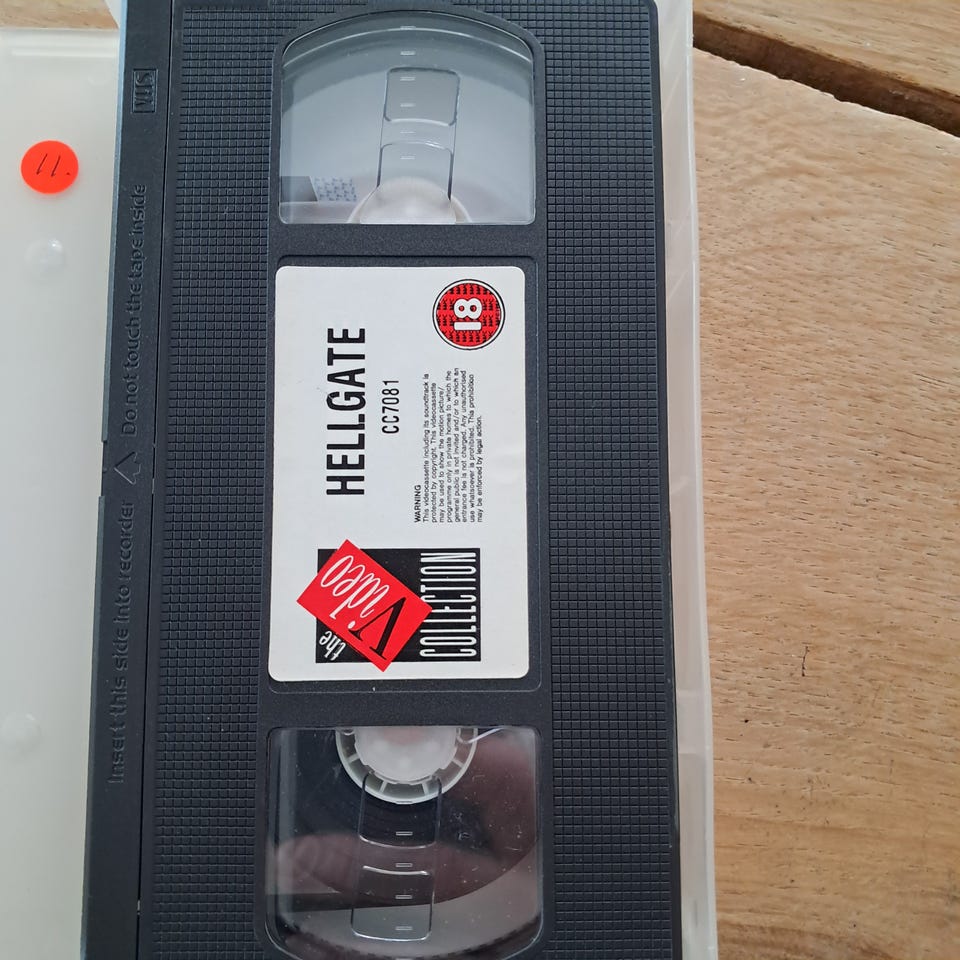 VHS
Insert this side into recorder
Do not touch the tape inside
11.
HELLGATE
CC7081
18
WARNING
This videocassette including its soundtrack is
protected by copyright. This videocassette
may be used to show the motion picture/
programme only in private homes to which the
general public is not invited and/or to which an
entrance fee is not charged. Any unauthorised
use whatsoever is prohibited. This prohibition
may be enforced by legal action.
the
Video
COLLECTION